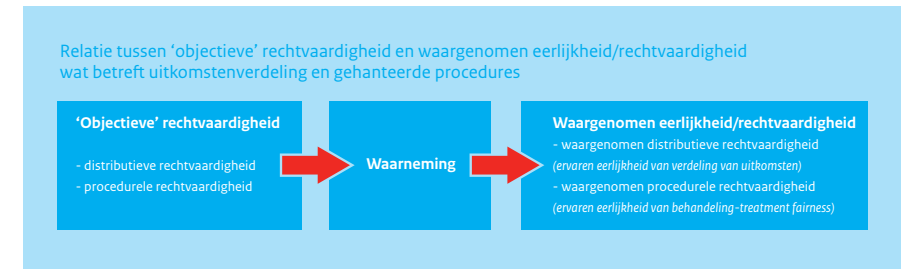 Relatie tussen ‘objectieve’ rechtvaardigheid en waargenomen eerlijkheid/rechtvaardigheid
wat betreft uitkomstenverdeling en gehanteerde procedures
‘Objectieve’ rechtvaardigheid
- distributieve rechtvaardigheid
- procedurele rechtvaardigheid
Waarneming
Waargenomen eerlijkheid/rechtvaardigheid
- waargenomen distributieve rechtvaardigheid
(ervaren eerlijkheid van verdeling van uitkomsten)
- waargenomen procedurele rechtvaardigheid
(ervaren eerlijkheid van behandeling-treatment fairness)